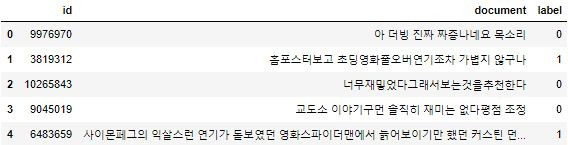 id document label
0 9976970 아 더빙 진짜 짜증나네요 목소리 0
1 3819312 흠포스터보고 초딩영화줄오버연기조차 가볍지 않구나 1
2 10265843 너무재밓었다그래서보는것을추천한다 0
3 9045019 교도소 이야기구먼 솔직히 재미는 없다평점 조정 0
4 6483659 사이몬페그의 익살스런 연기가 돋보였던 영화스파이더맨에서 늙어보이기만 했던 커스틴 던... 1